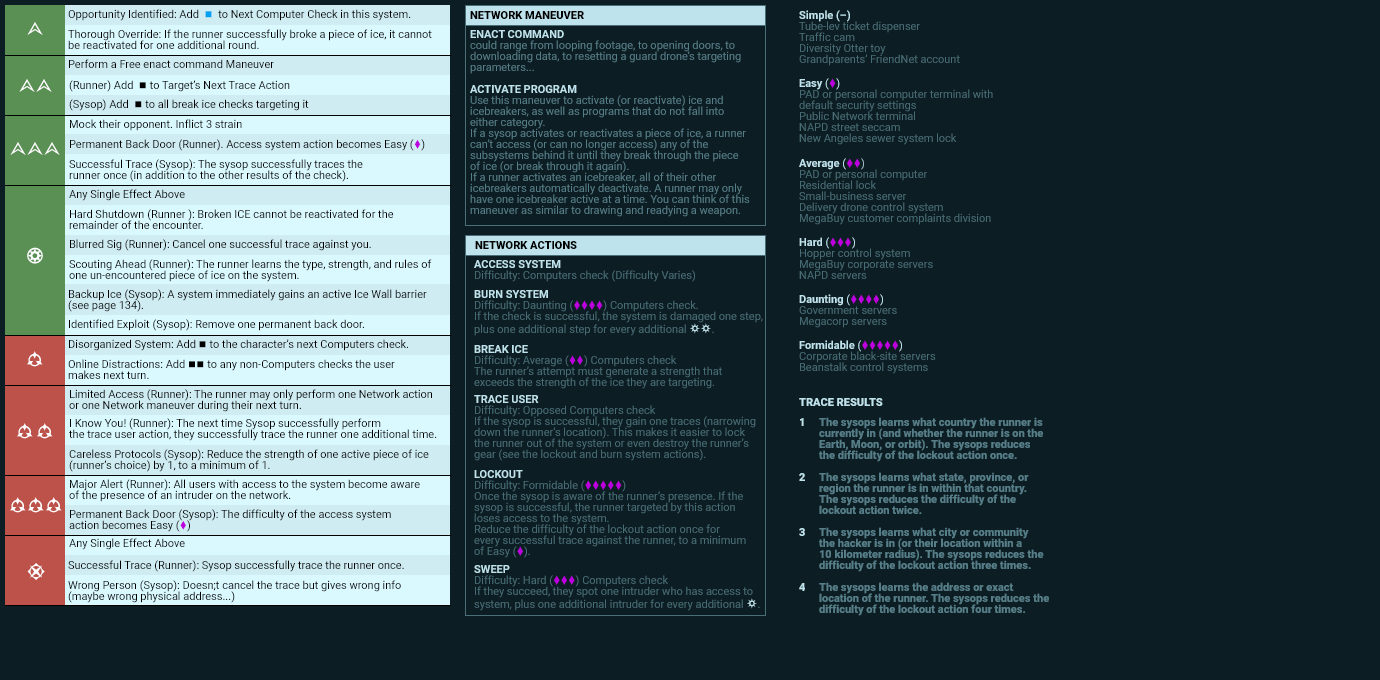 Opportunity Identified: Add to Next Computer Check in this system.
Thorough Override: If the runner successfully broke a piece of ice, it cannot
be reactivated for one additional round.
Perform a Free enact command Maneuver
(Runner) Add ■ to Target's Next Trace Action
(Sysop) Add ■ to all break ice checks targeting it
Mock their opponent. Inflict 3 strain
Permanent Back Door (Runner). Access system action becomes Easy (♦)
Successful Trace (Sysop): The sysop successfully traces the
runner once (in addition to the other results of the check).
Any Single Effect Above
Hard Shutdown (Runner ): Broken ICE cannot be reactivated for the
remainder of the encounter.
Blurred Sig (Runner): Cancel one successful trace against you.
Scouting Ahead (Runner): The runner learns the type, strength, and rules of
one un-encountered piece of ice on the system.
Backup Ice (Sysop): A system immediately gains an active Ice Wall barrier
(see page 134).
Identified Exploit (Sysop): Remove one permanent back door.
Disorganized System: Add ■ to the character's next Computers check.
Online Distractions: Add ■■ to any non-Computers checks the user
makes next turn.
Limited Access (Runner): The runner may only perform one Network action
or one Network maneuver during their next turn.
I Know You! (Runner): The next time Sysop successfully perform
the trace user action, they successfully trace the runner one additional time.
Careless Protocols (Sysop): Reduce the strength of one active piece of ice
(runner's choice) by 1, to a minimum of 1.
Major Alert (Runner): All users with access to the system become aware
of the presence of an intruder on the network.
Permanent Back Door (Sysop): The difficulty of the access system
action becomes Easy (♦)
Any Single Effect Above
Successful Trace (Runner): Sysop successfully trace the runner once.
Wrong Person (Sysop): Doesn;t cancel the trace but gives wrong info
(maybe wrong physical address...)
NETWORK MANEUVER
ENACT COMMAND
could range from looping footage, to opening doors, to
downloading data, to resetting a guard drone's targeting
parameters...
ACTIVATE PROGRAM
Use this maneuver to activate (or reactivate) ice and
icebreakers, as well as programs that do not fall into
either category.
If a sysop activates or reactivates a piece of ice, a runner
can't access (or can no longer access) any of the
subsystems behind it until they break through the piece
of ice (or break through it again).
If a runner activates an icebreaker, all of their other
icebreakers automatically deactivate. A runner may only
have one icebreaker active at a time. You can think of this
maneuver as similar to drawing and readying a weapon.
NETWORK ACTIONS
ACCESS SYSTEM
Difficulty: Computers check (Difficulty Varies)
BURN SYSTEM
Difficulty: Daunting (♦♦♦♦) Computers check.
If the check is successful, the system is damaged one step,
plus one additional step for every additional .
BREAK ICE
Difficulty: Average (♦♦) Computers check
The runner's attempt must generate a strength that
exceeds the strength of the ice they are targeting.
TRACE USER
Difficulty: Opposed Computers check
If the sysop is successful, they gain one traces (narrowing
down the runner's location). This makes it easier to lock
the runner out of the system or even destroy the runner's
gear (see the lockout and burn system actions).
LOCKOUT
Difficulty: Formidable (♦♦♦♦♦)
Once the sysop is aware of the runner's presence. If the
sysop is successful, the runner targeted by this action
loses access to the system.
Reduce the difficulty of the lockout action once for
every successful trace against the runner, to a minimum
of Easy (♦).
SWEEP
Difficulty: Hard (♦♦♦) Computers check
If they succeed, they spot one intruder who has access to
system, plus one additional intruder for every additional .
Simple (–)
Tube-lev ticket dispenser
Traffic cam
Diversity Otter toy
Grandparents' FriendNet account
Easy (♦)
PAD or personal computer terminal with
default security settings
Public Network terminal
NAPD street seccam
New Angeles sewer system lock
Average (♦♦)
PAD or personal computer
Residential lock
Small-business server
Delivery drone control system
MegaBuy customer complaints division
Hard (♦♦♦)
Hopper control system
MegaBuy corporate servers
NAPD servers
Daunting (♦♦♦♦)
Government servers
Megacorp servers
Formidable (♦♦♦♦♦)
Corporate black-site servers
Beanstalk control systems
TRACE RESULTS
1 The sysops learns what country the runner is
currently in (and whether the runner is on the
Earth, Moon, or orbit). The sysops reduces
the difficulty of the lockout action once.
2 The sysops learns what state, province, or
region the runner is in within that country.
The sysops reduces the difficulty of the
lockout action twice.
3 The sysops learns what city or community
the hacker is in (or their location within a
10 kilometer radius). The sysops reduces the
difficulty of the lockout action three times.
4 The sysops learns the address or exact
location of the runner. The sysops reduces the
difficulty of the lockout action four times.